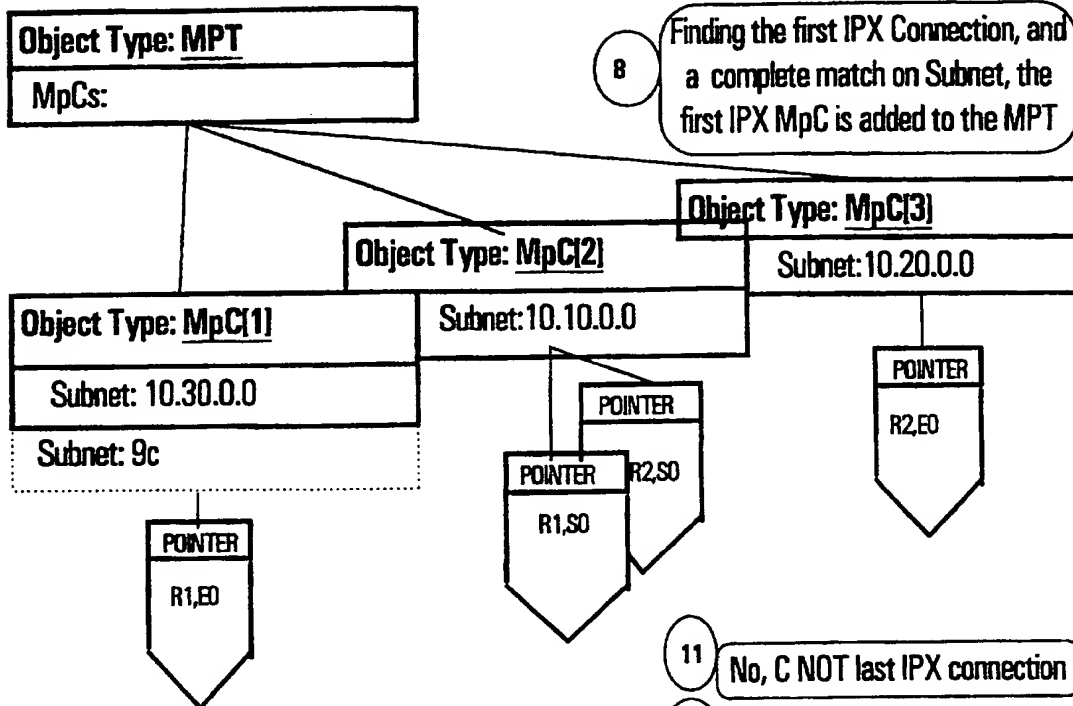 Object Type: MPT
MpCs:
8
Finding the first IPX Connection, and
a complete match on Subnet, the
first IPX MpC is added to the MPT
Object Type: MpC[3]
Subnet:10.20.0.0
Object Type: MpC[2]
Subnet:10.10.0.0
Object Type: MpC[1]
Subnet: 10.30.0.0
Subnet: 9c
POINTER
R2,E0
POINTER
R2,S0
POINTER
R1,S0
POINTER
R1,E0
11
No, C NOT last IPX connection